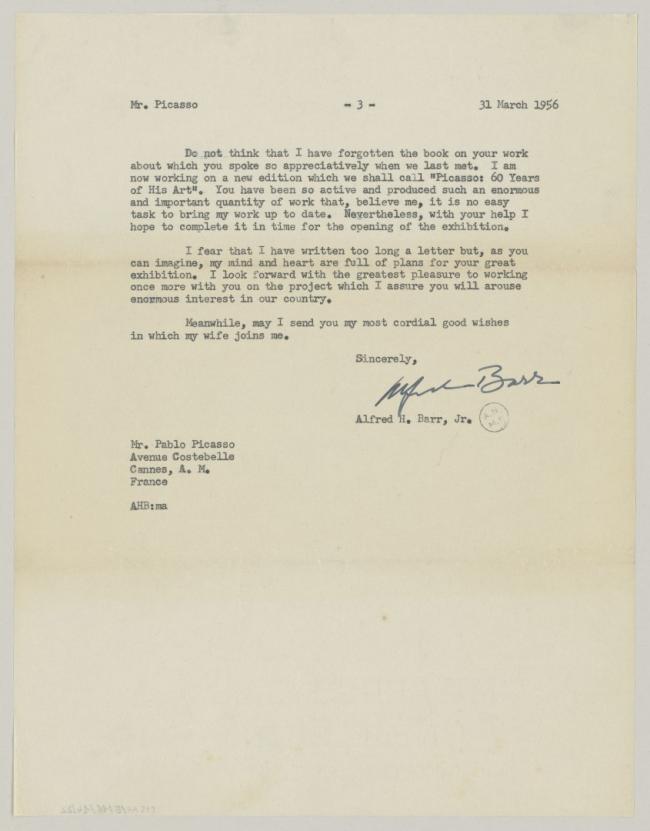 Mr. Picasso - 3 - 31 March 1956
Do not think that I have forgotten the book on your work
about which you spoke so appreciatively when we last met. I am
now working on a new edition which we shall call "Picasso: 60 Years
of His Art". You have been so active and produced such an enormous
and important quantity of work that, believe me, it is no easy
task to bring my work up to date. Nevertheless, with your help I
hope to complete it in time for the opening of the exhibition.
I fear that I have written too long a letter but, as you
can imagine, my mind and heart are full of plans for your great
exhibition. I look forward with the greatest pleasure to working
once more with you on the project which I assure you will arouse
enormous interest in our country.
Meanwhile, may I send you my most cordial good wishes
in which my wife joins me.
Sincerely,
Alfred Barr
Alfred H. Barr, Jr.
Mr. Pablo Picasso
Avenue Costebelle
Cannes, A. M.
France
AHB:ma